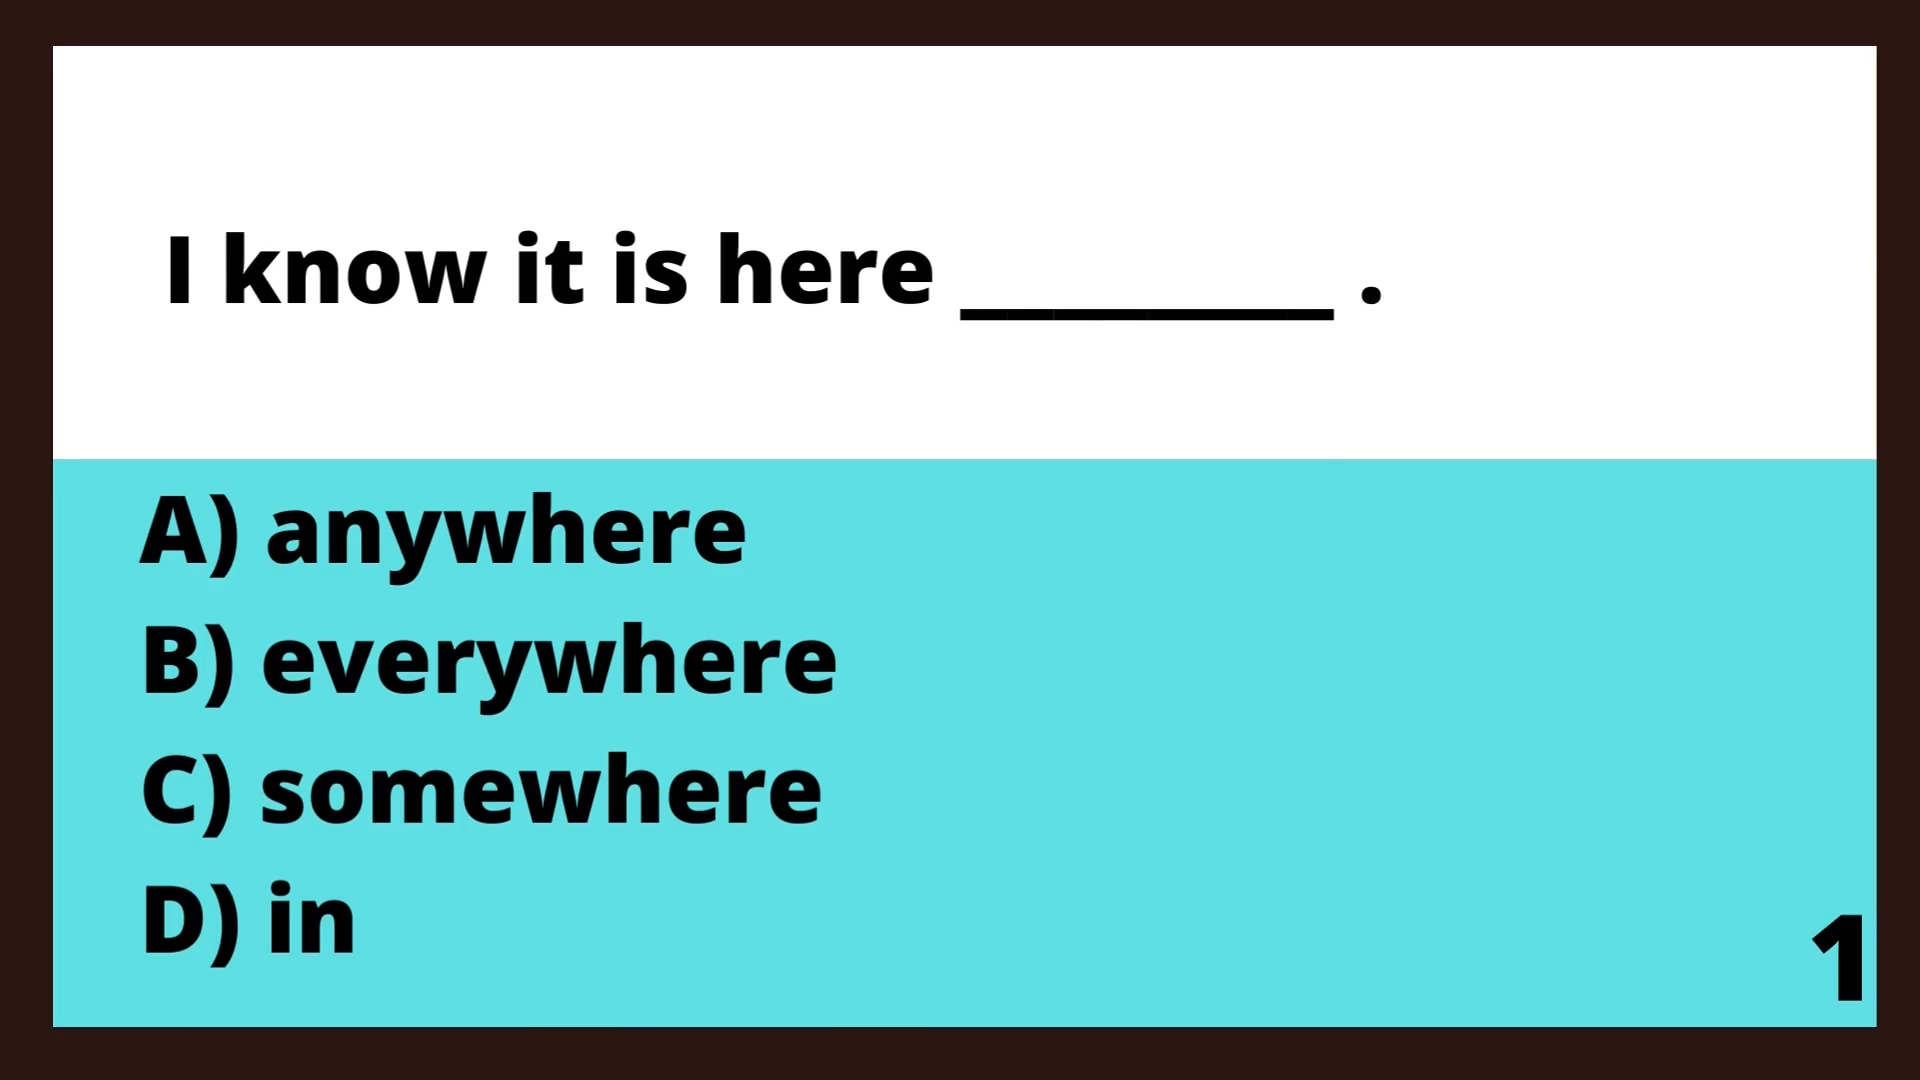 I know it is here ________ .
A) anywhere
B) everywhere
C) somewhere
D) in
1